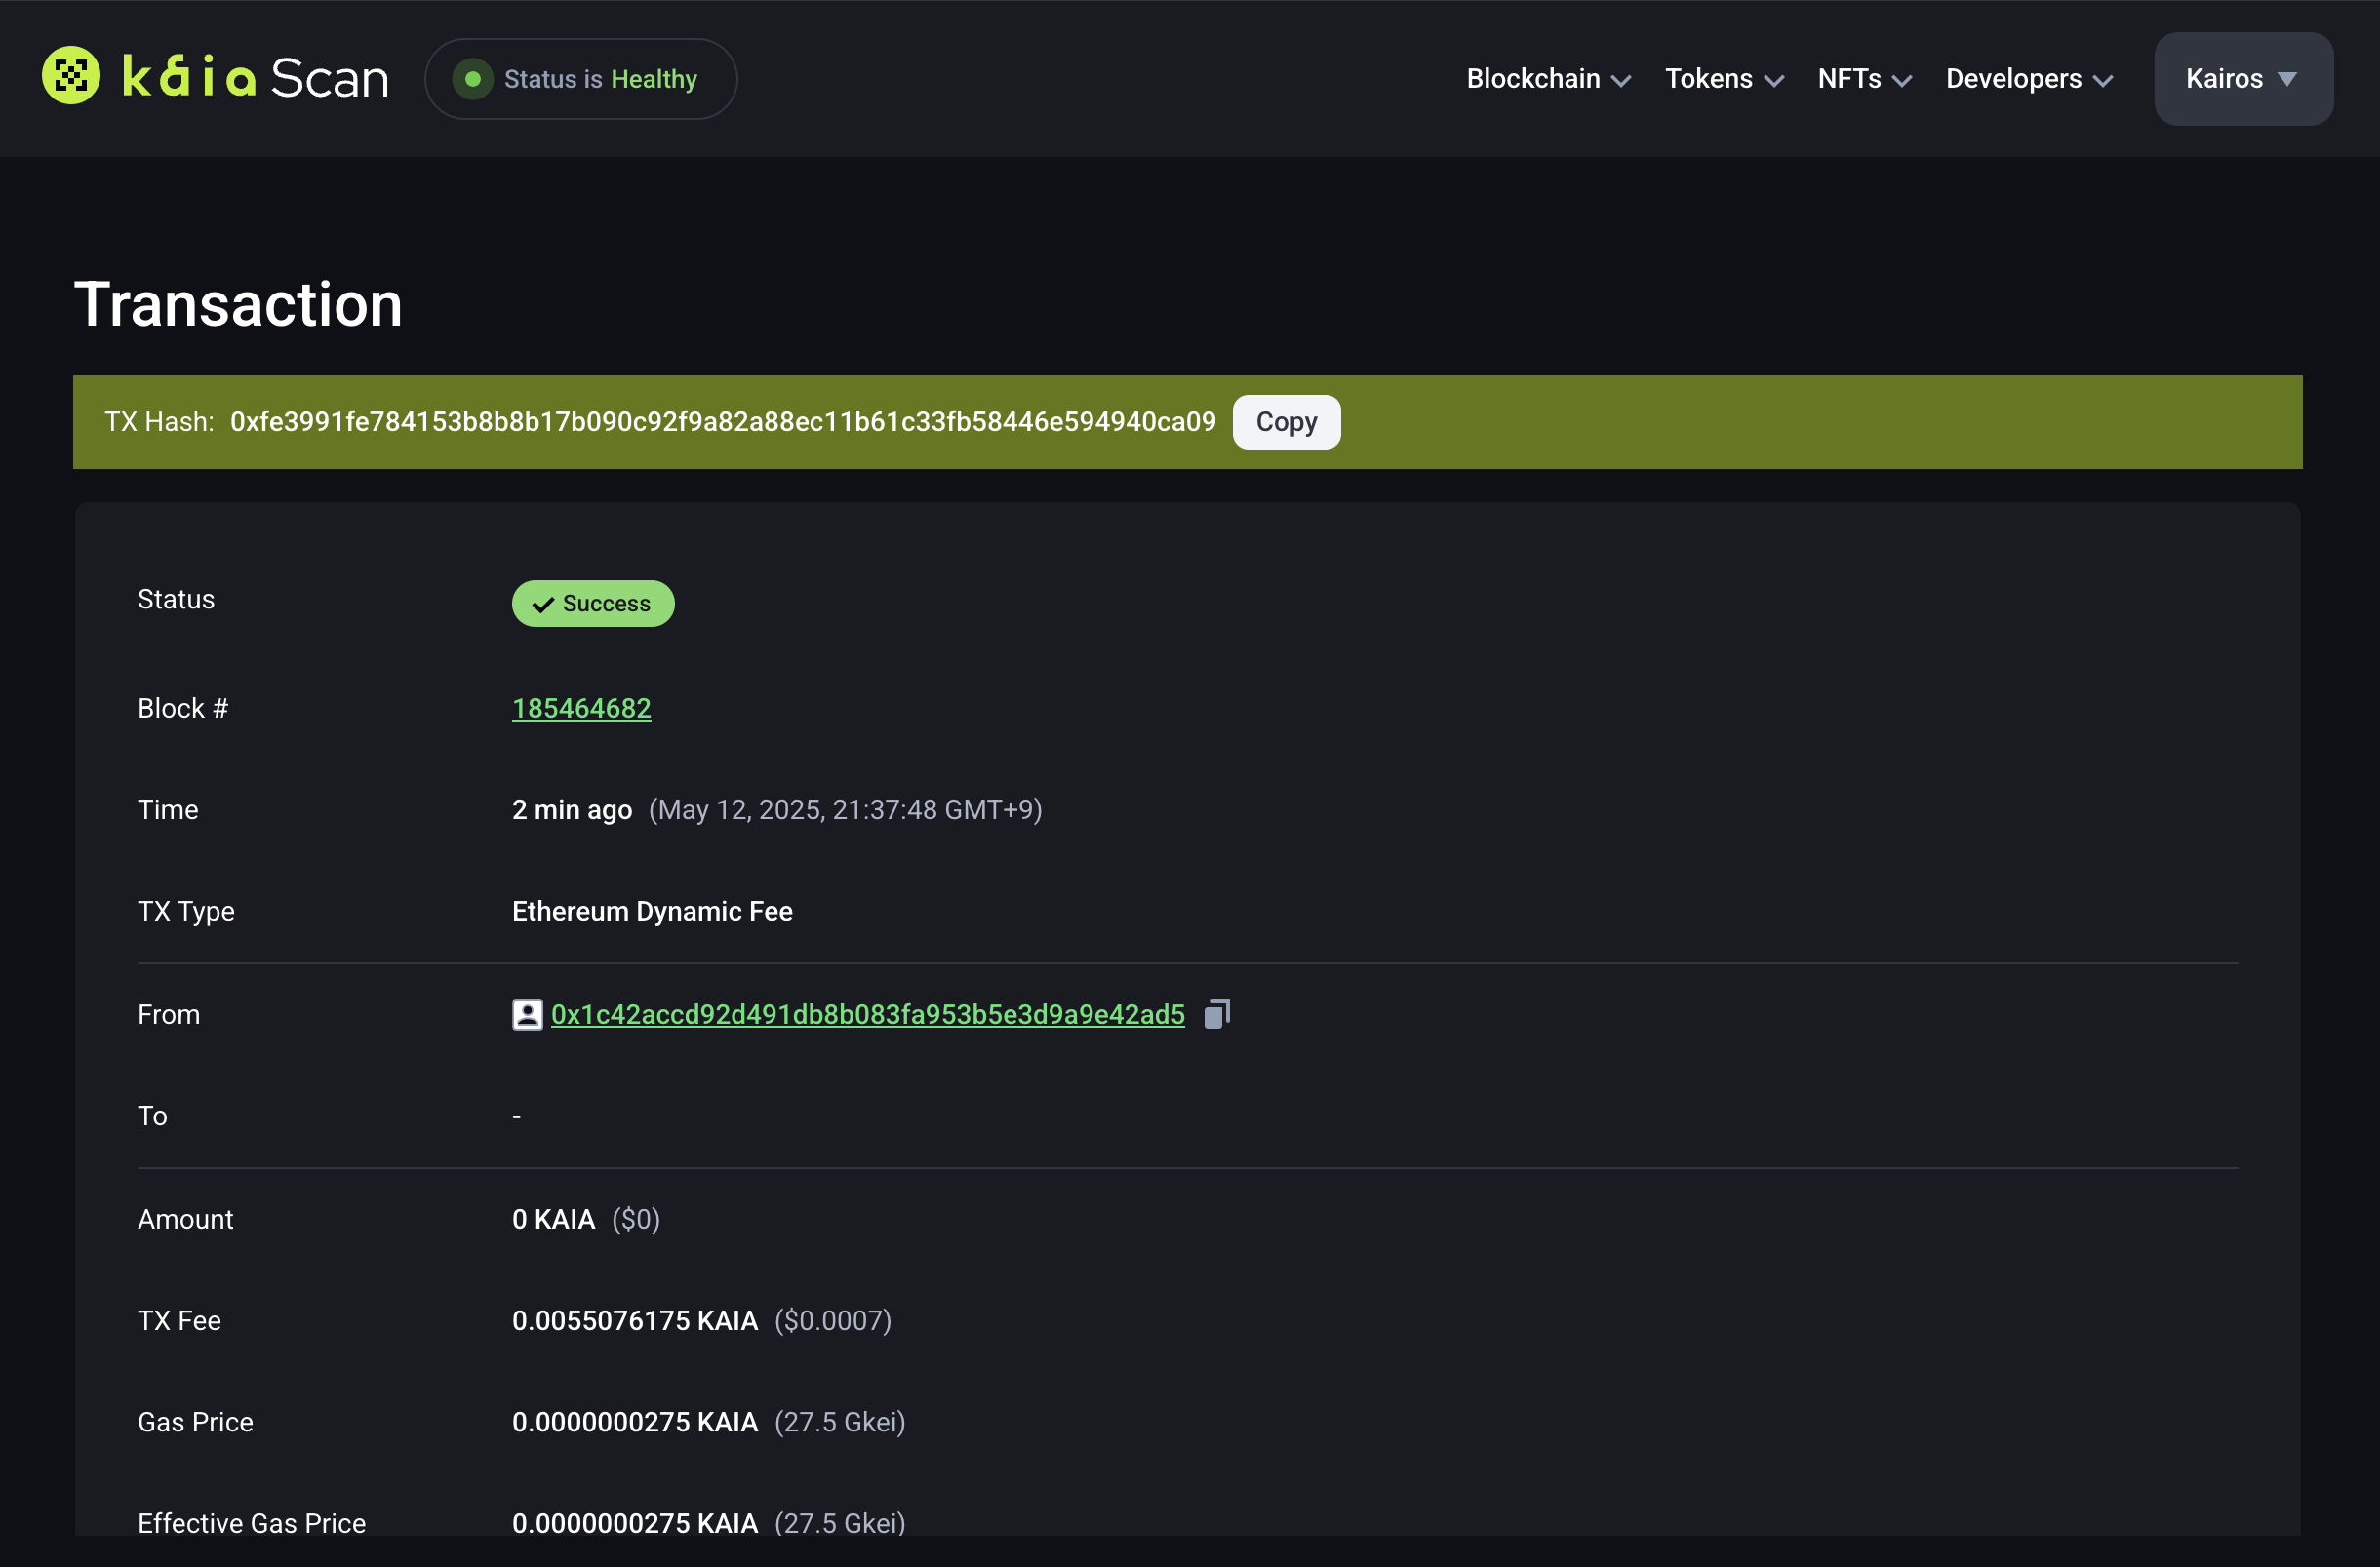 kaia Scan
Status is Healthy
Blockchain
Tokens
NFTs
Developers
Kairos
Transaction
TX Hash: 0xfe3991fe784153b8b8b17b090c92f9a82a88ec11b61c33fb58446e594940ca09 Copy
Status Success
Block # 185464682
Time 2 min ago (May 12, 2025, 21:37:48 GMT+9)
TX Type Ethereum Dynamic Fee
From 0x1c42accd92d491db8b083fa953b5e3d9a9e42ad5
To -
Amount 0 KAIA ($0)
TX Fee 0.0055076175 KAIA ($0.0007)
Gas Price 0.0000000275 KAIA (27.5 Gkei)
Effective Gas Price 0.0000000275 KAIA (27.5 Gkei)